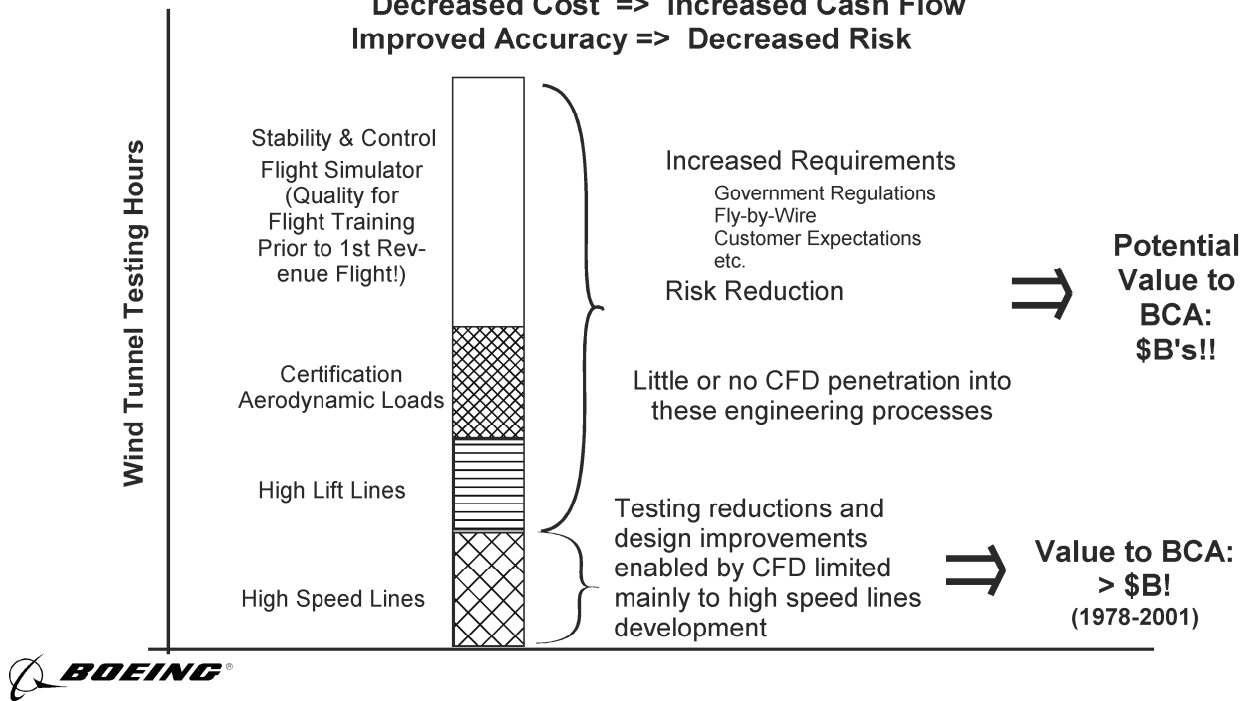 Decreased Cost => Increased Cash Flow
Improved Accuracy => Decreased Risk
Wind Tunnel Testing Hours
Stability & Control
Flight Simulator
(Quality for
Flight Training
Prior to 1st Rev-
enue Flight!)
Certification
Aerodynamic Loads
High Lift Lines
High Speed Lines
Increased Requirements
Government Regulations
Fly-by-Wire
Customer Expectations
etc.
Risk Reduction
Little or no CFD penetration into
these engineering processes
Potential
Value to
BCA:
$B's!!
Testing reductions and
design improvements
enabled by CFD limited
mainly to high speed lines
development
Value to BCA:
> $B!
(1978-2001)
BOEING®